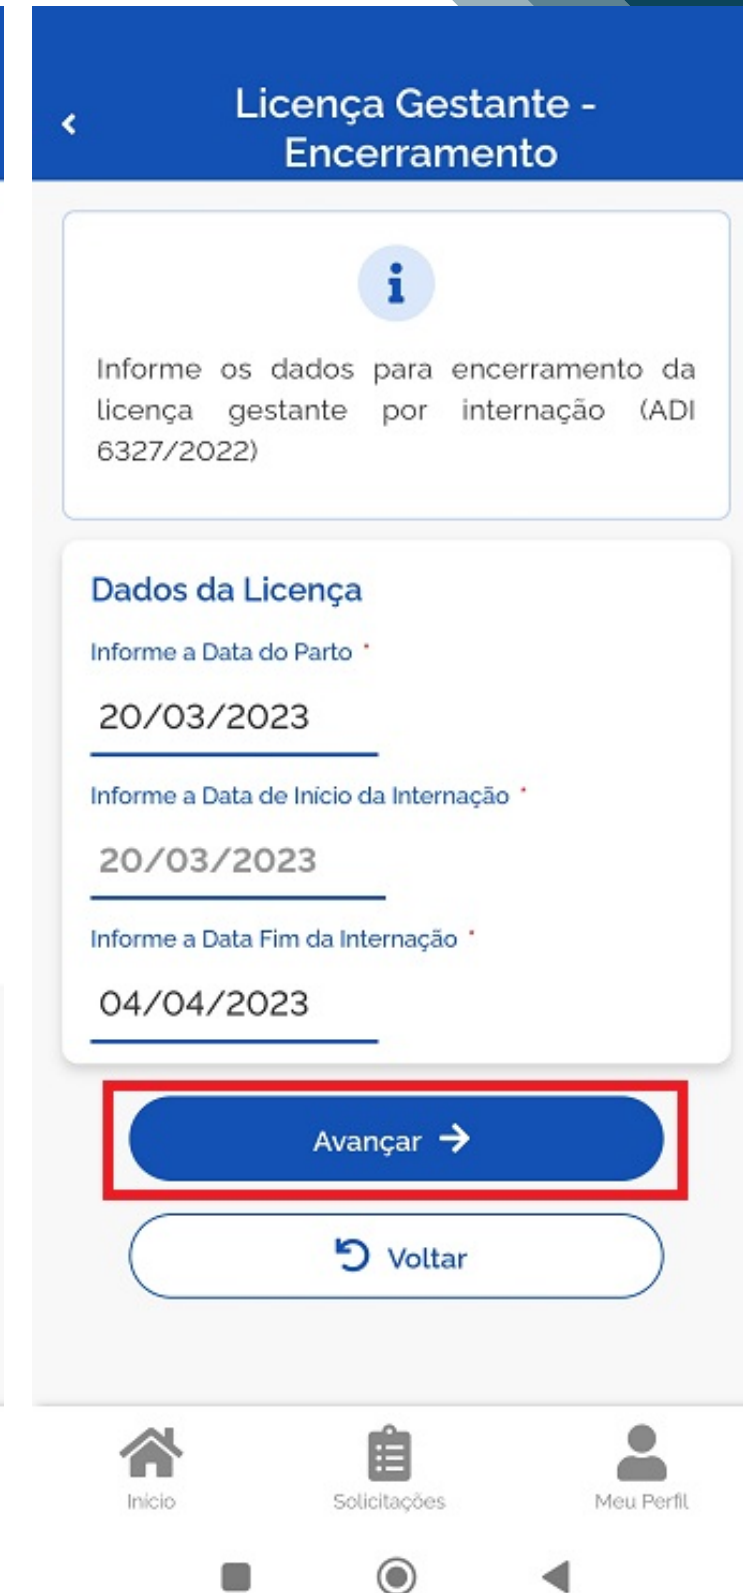 Licença Gestante -
Encerramento
Informe os dados para encerramento da
licença gestante por internação (ADI
6327/2022)
Dados da Licença
Informe a Data do Parto *
20/03/2023
Informe a Data de Início da Internação *
20/03/2023
Informe a Data Fim da Internação *
04/04/2023
Avançar →
Voltar
Início Solicitações Meu Perfil